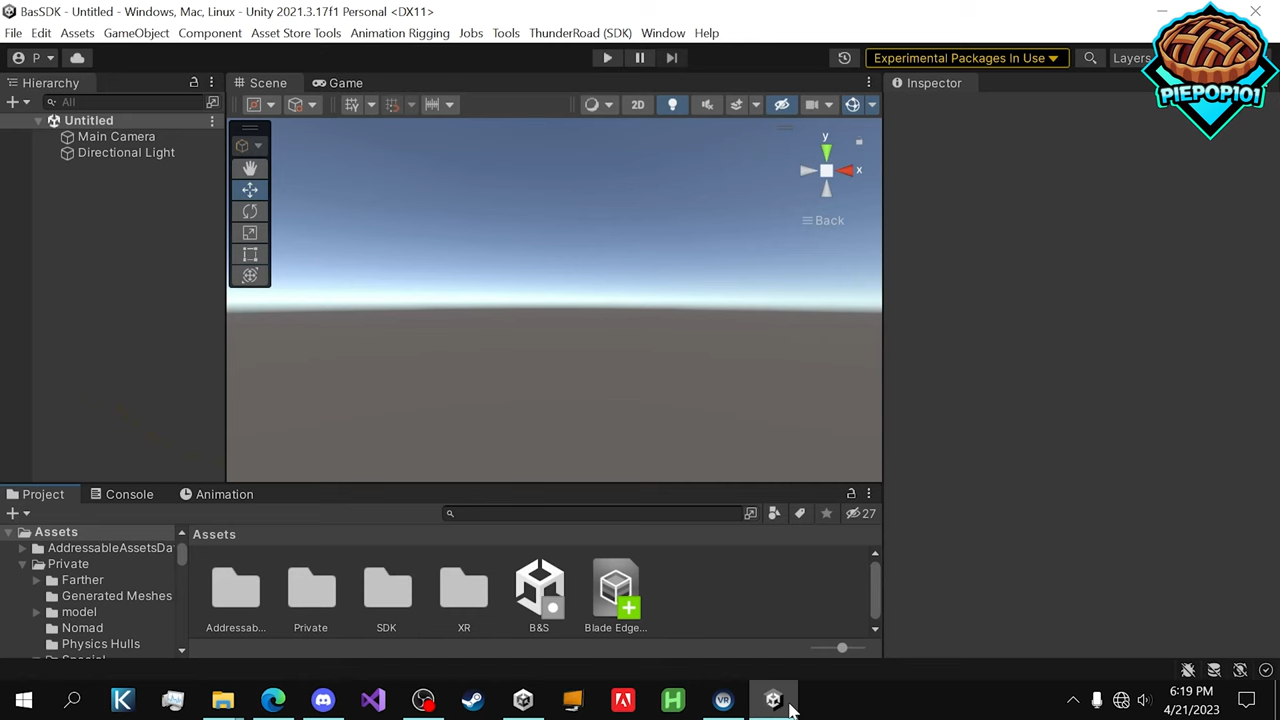 BasSDK - Untitled - Windows, Mac, Linux - Unity 2021.3.17f1 Personal <DX11>
File Edit Assets GameObject Component Asset Store Tools Animation Rigging Jobs Tools ThunderRoad (SDK) Window Help
P Experimental Packages In Use Layers
PIEPOP101
Hierarchy Scene Game Inspector
All 2D
Untitled
Main Camera
Directional Light
y
x
Back
Project Console Animation
27
Assets Assets
AddressableAssetsDa
Private
Farther
Generated Meshes
model
Addressab... Private SDK XR B&S Blade Edge...
Nomad
Physics Hulls
VR
6:19 PM
4/21/2023